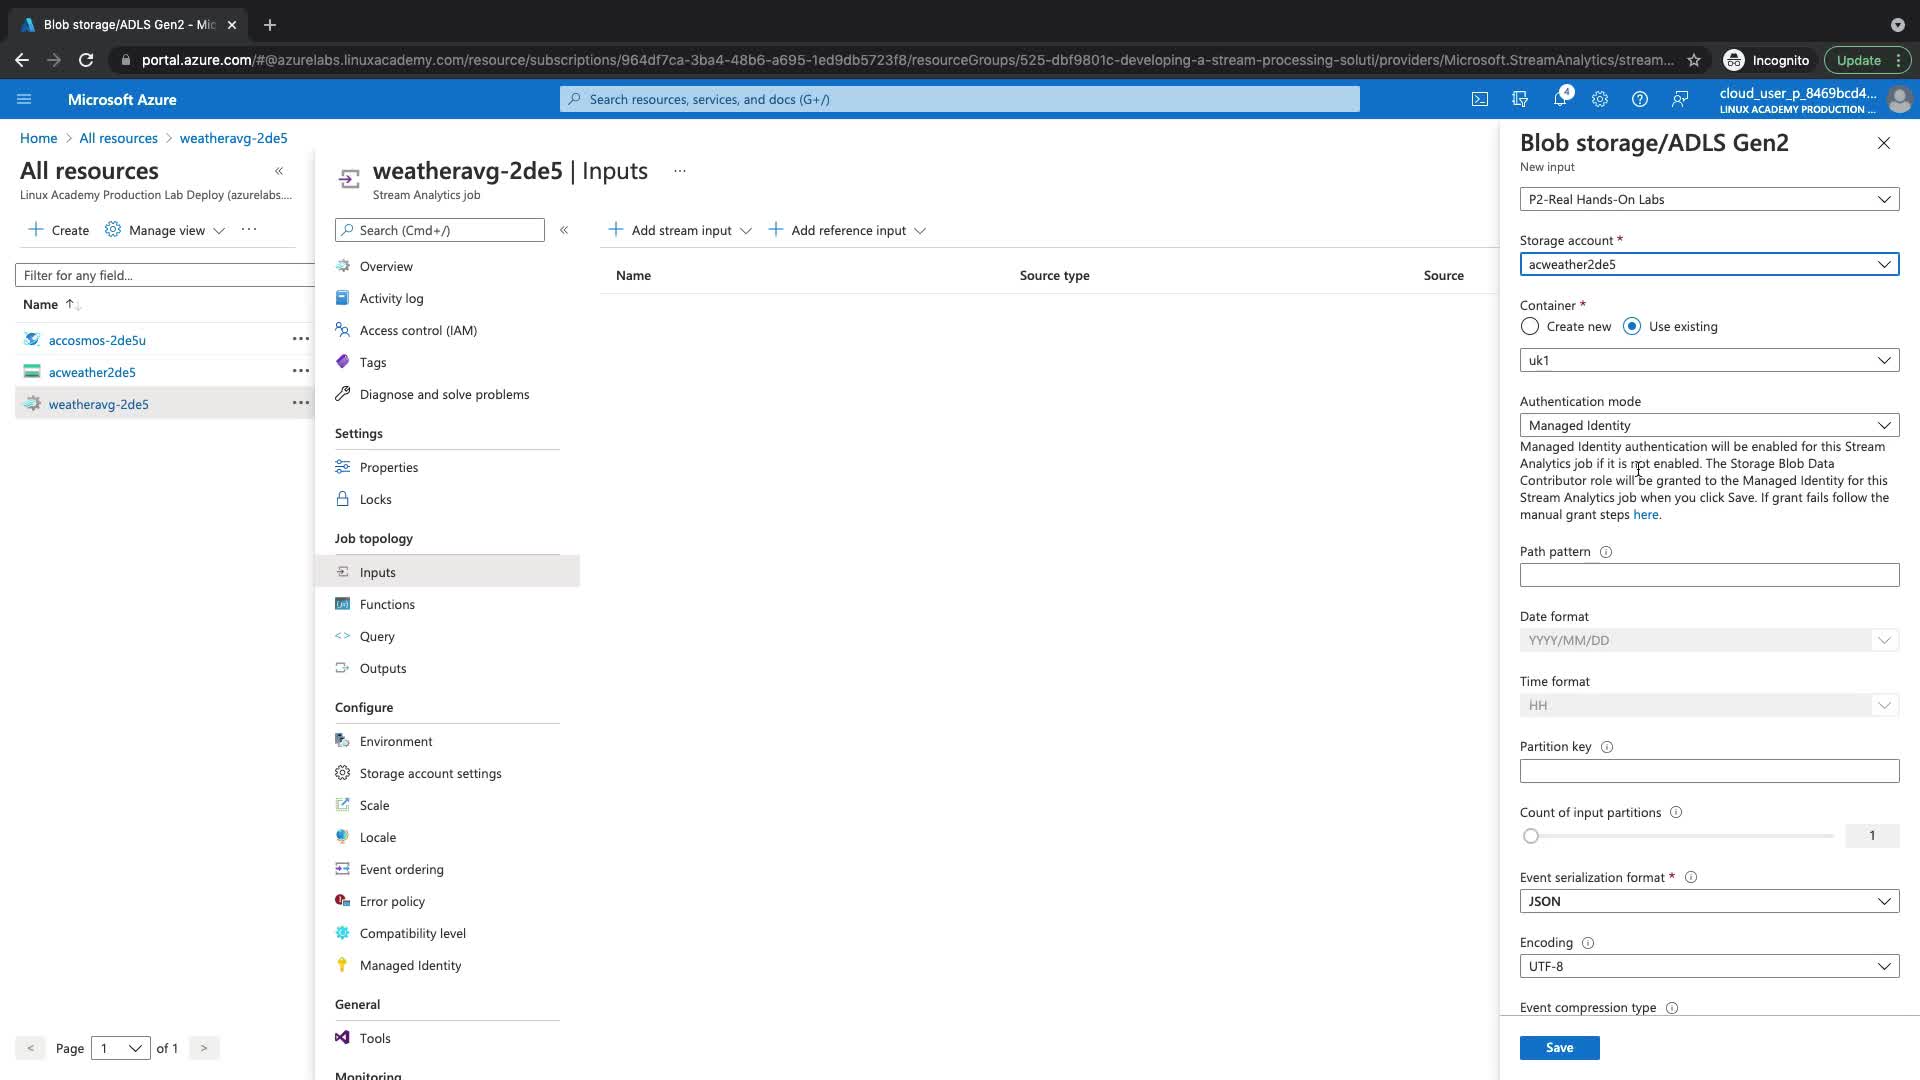 Blob storage/ADLS Gen2 - Mic
portal.azure.com/#@azurelabs.linuxacademy.com/resource/subscriptions/964df7ca-3ba4-48b6-a695-1ed9db5723f8/resourceGroups/525-dbf9801c-developing-a-stream-processing-soluti/providers/Microsoft.StreamAnalytics/stream...
Incognito
Update
Microsoft Azure
Search resources, services, and docs (G+/)
4
cloud_user_p_8469bcd4...
LINUX ACADEMY PRODUCTION ...
Home > All resources > weatheravg-2de5
All resources
Linux Academy Production Lab Deploy (azurelabs....
+ Create
Manage view
...
Filter for any field...
Name ↑↓
accosmos-2de5u
acweather2de5
weatheravg-2de5
< Page 1 of 1 >
weatheravg-2de5 | Inputs
...
Stream Analytics job
Search (Cmd+/)
«
Overview
Activity log
Access control (IAM)
Tags
Diagnose and solve problems
Settings
Properties
Locks
Job topology
Inputs
Functions
Query
Outputs
Configure
Environment
Storage account settings
Scale
Locale
Event ordering
Error policy
Compatibility level
Managed Identity
General
Tools
Monitoring
+ Add stream input
+ Add reference input
Name
Source type
Source
Blob storage/ADLS Gen2
New input
P2-Real Hands-On Labs
Storage account *
acweather2de5
Container *
Create new
Use existing
uk1
Authentication mode
Managed Identity
Managed Identity authentication will be enabled for this Stream
Analytics job if it is not enabled. The Storage Blob Data
Contributor role will be granted to the Managed Identity for this
Stream Analytics job when you click Save. If grant fails follow the
manual grant steps here.
Path pattern
Date format
YYYY/MM/DD
Time format
HH
Partition key
Count of input partitions
1
Event serialization format *
JSON
Encoding
UTF-8
Event compression type
Save